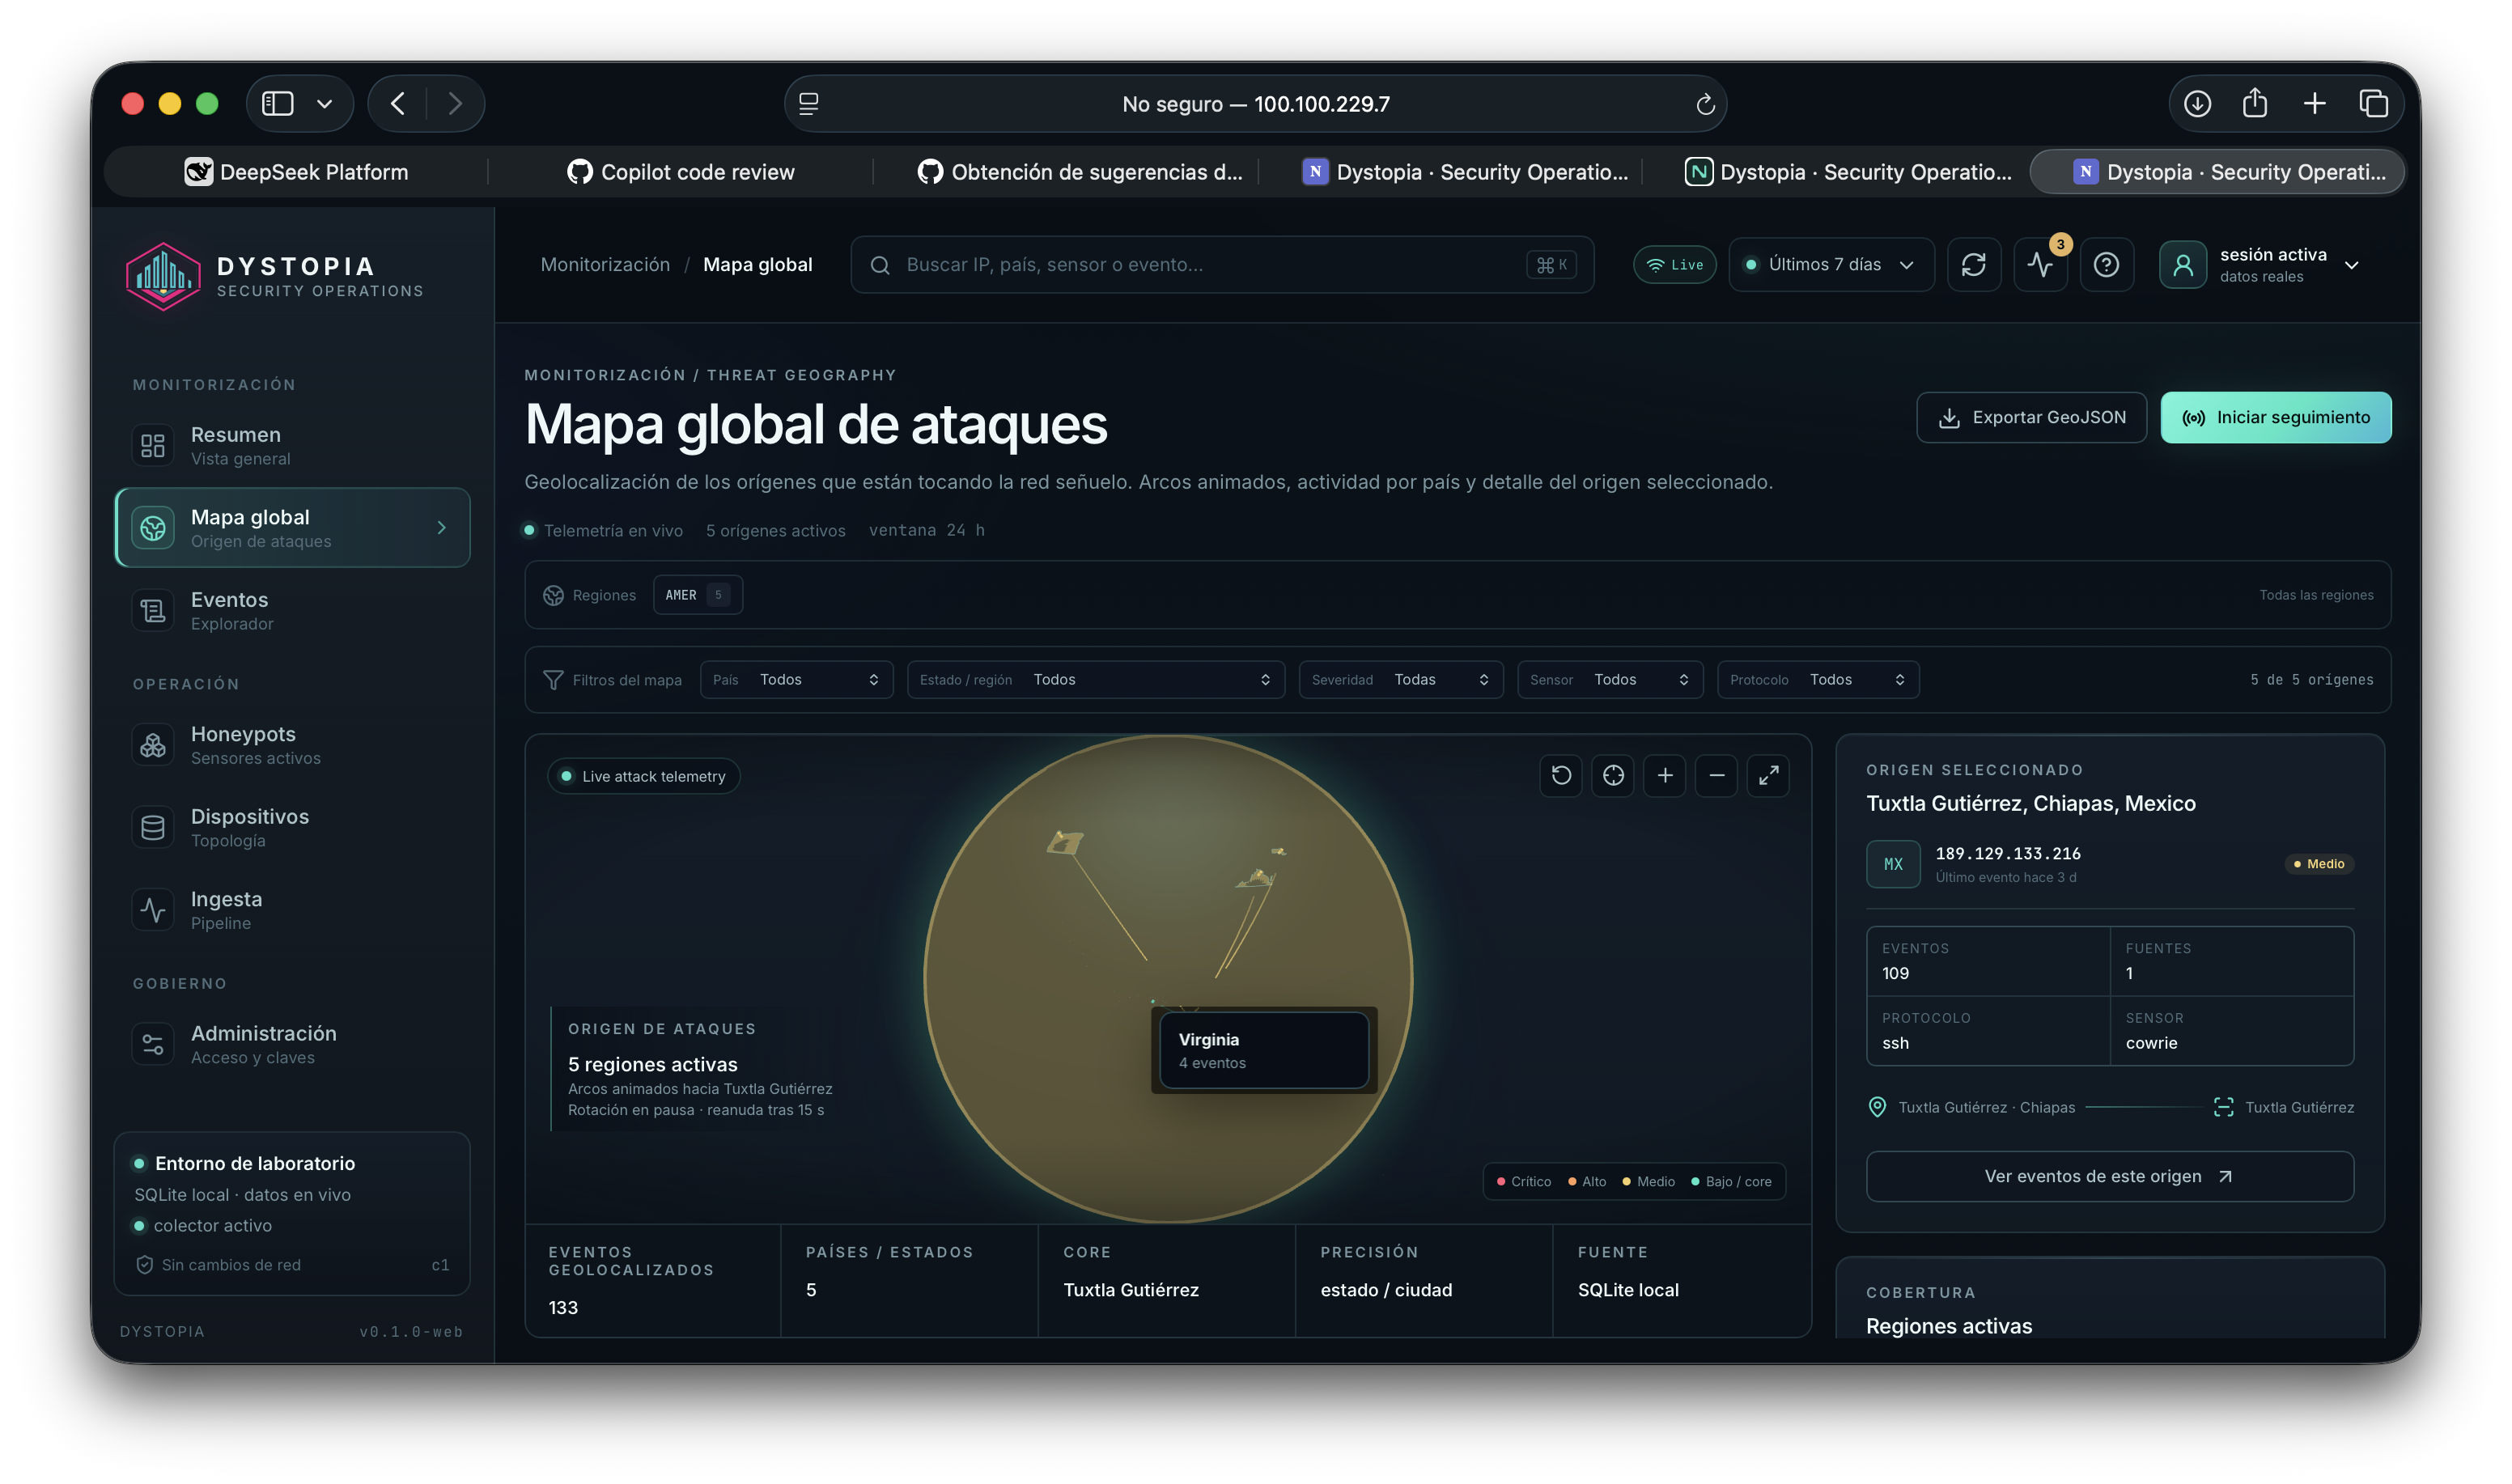 No seguro — 100.100.229.7
DeepSeek Platform
Copilot code review
Obtención de sugerencias d...
Dystopia · Security Operatio...
Dystopia · Security Operatio...
Dystopia · Security Operati...
DYSTOPIA
SECURITY OPERATIONS
Monitorización / Mapa global
Buscar IP, país, sensor o evento...
⌘ K
Live
Últimos 7 días
3
sesión activa
datos reales
MONITORIZACIÓN
Resumen
Vista general
Mapa global
Origen de ataques
Eventos
Explorador
OPERACIÓN
Honeypots
Sensores activos
Dispositivos
Topología
Ingesta
Pipeline
GOBIERNO
Administración
Acceso y claves
Entorno de laboratorio
SQLite local · datos en vivo
colector activo
Sin cambios de red c1
DYSTOPIA v0.1.0-web
MONITORIZACIÓN / THREAT GEOGRAPHY
Mapa global de ataques
Exportar GeoJSON
Iniciar seguimiento
Geolocalización de los orígenes que están tocando la red señuelo. Arcos animados, actividad por país y detalle del origen seleccionado.
Telemetría en vivo 5 orígenes activos ventana 24 h
Regiones AMER 5 Todas las regiones
Filtros del mapa País Todos Estado / región Todos Severidad Todas Sensor Todos Protocolo Todos 5 de 5 orígenes
Live attack telemetry
ORIGEN DE ATAQUES
5 regiones activas
Arcos animados hacia Tuxtla Gutiérrez
Rotación en pausa · reanuda tras 15 s
Virginia
4 eventos
Crítico Alto Medio Bajo / core
EVENTOS GEOLOCALIZADOS
133
PAÍSES / ESTADOS
5
CORE
Tuxtla Gutiérrez
PRECISIÓN
estado / ciudad
FUENTE
SQLite local
ORIGEN SELECCIONADO
Tuxtla Gutiérrez, Chiapas, Mexico
MX
189.129.133.216
Último evento hace 3 d
Medio
EVENTOS
109
FUENTES
1
PROTOCOLO
ssh
SENSOR
cowrie
Tuxtla Gutiérrez · Chiapas Tuxtla Gutiérrez
Ver eventos de este origen
COBERTURA
Regiones activas